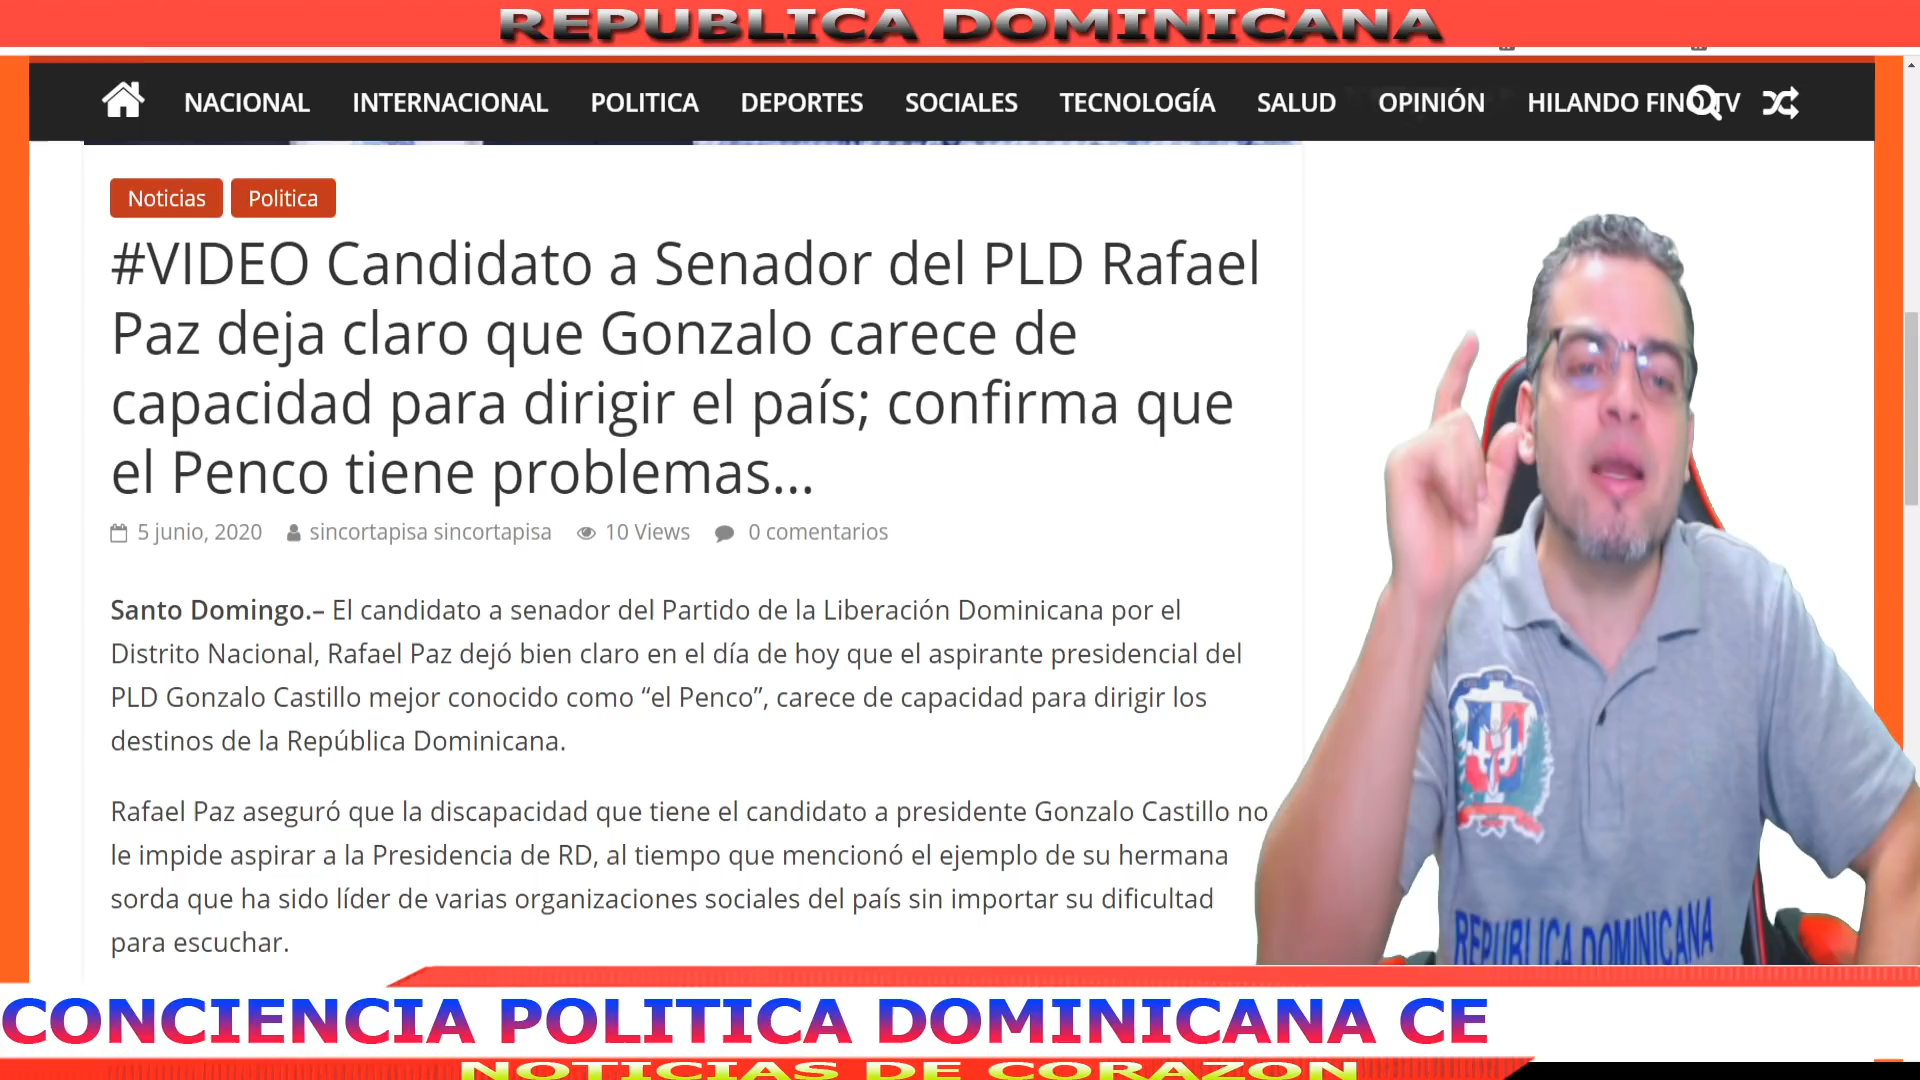 REPUBLICA DOMINICANA
NACIONAL INTERNACIONAL POLITICA DEPORTES SOCIALES TECNOLOGÍA SALUD OPINIÓN HILANDO FINO TV
Noticias Politica
#VIDEO Candidato a Senador del PLD Rafael
Paz deja claro que Gonzalo carece de
capacidad para dirigir el país; confirma que
el Penco tiene problemas...
5 junio, 2020 sincortapisa sincortapisa 10 Views 0 comentarios
Santo Domingo.– El candidato a senador del Partido de la Liberación Dominicana por el
Distrito Nacional, Rafael Paz dejó bien claro en el día de hoy que el aspirante presidencial del
PLD Gonzalo Castillo mejor conocido como “el Penco”, carece de capacidad para dirigir los
destinos de la República Dominicana.
Rafael Paz aseguró que la discapacidad que tiene el candidato a presidente Gonzalo Castillo no
le impide aspirar a la Presidencia de RD, al tiempo que mencionó el ejemplo de su hermana
sorda que ha sido líder de varias organizaciones sociales del país sin importar su dificultad
para escuchar.
REPUBLICA DOMINICANA
CONCIENCIA POLITICA DOMINICANA CE
NOTICIAS DE CORAZON